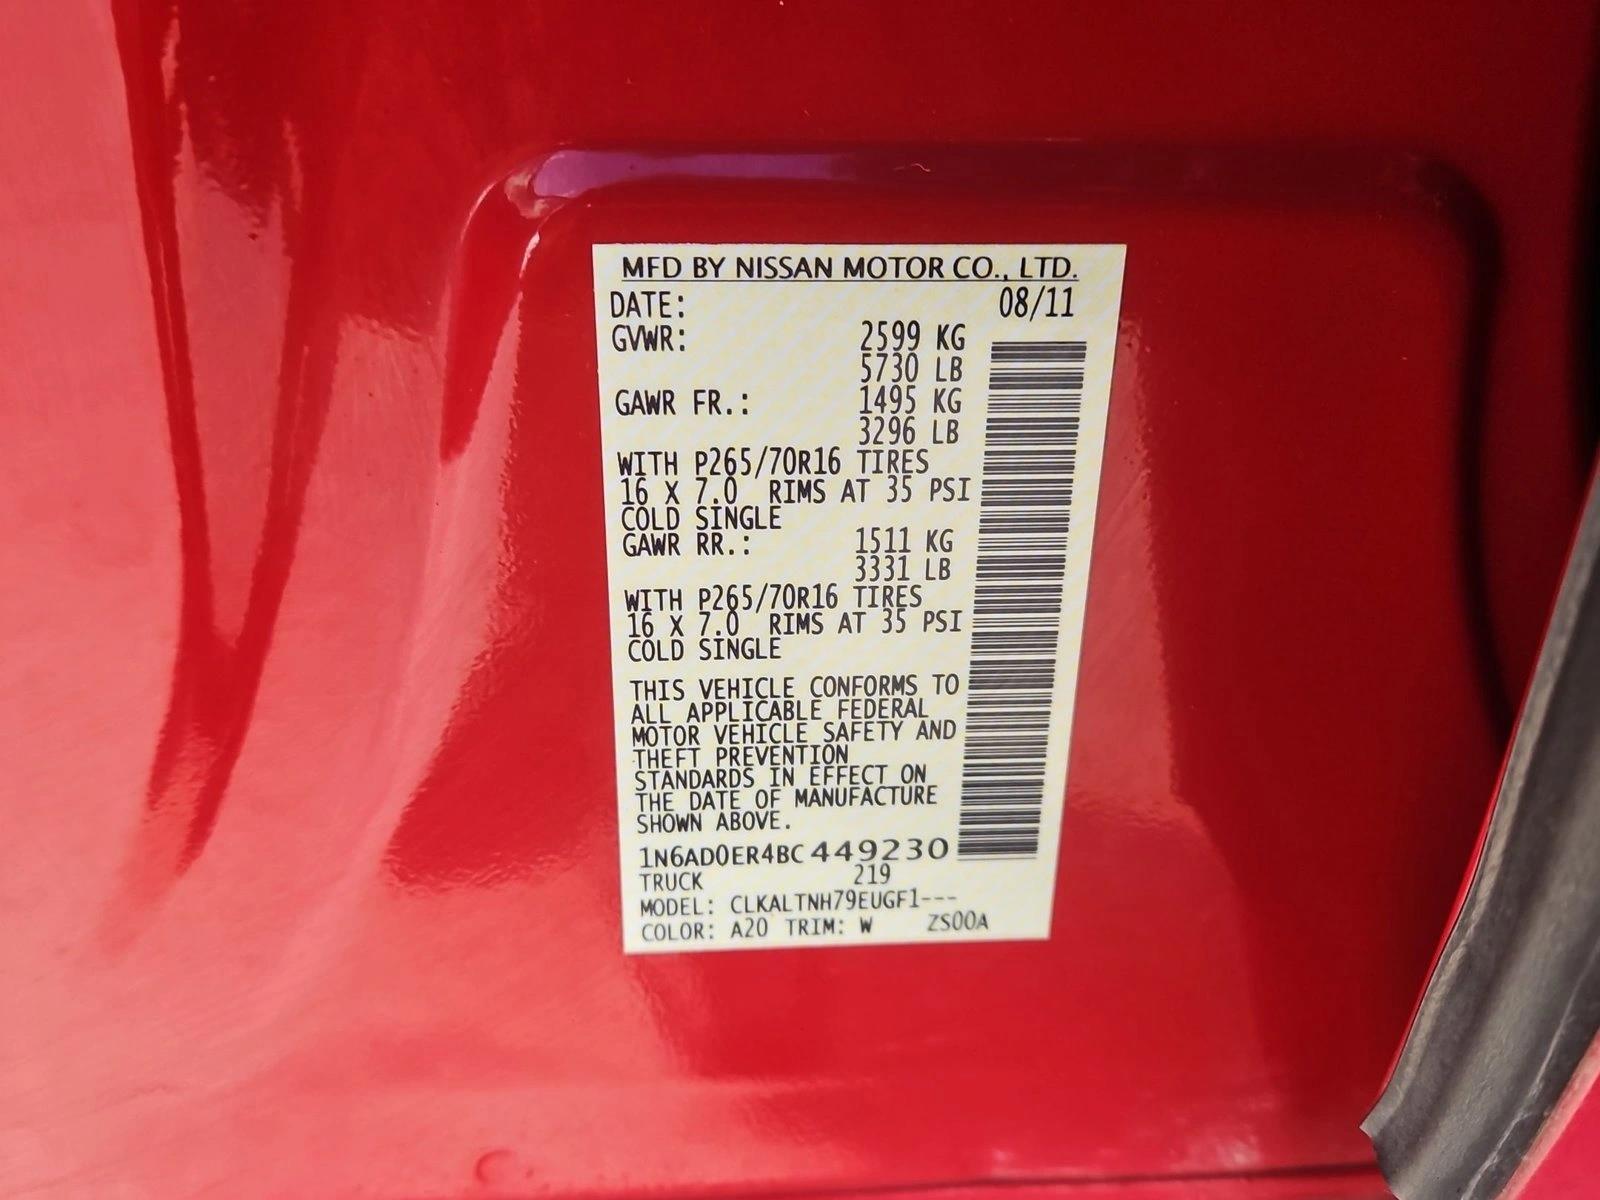 MFD BY NISSAN MOTOR CO., LTD.
DATE: 08/11
GVWR: 2599 KG
5730 LB
GAWR FR.: 1495 KG
3296 LB
WITH P265/70R16 TIRES
16 X 7.0 RIMS AT 35 PSI
COLD SINGLE
GAWR RR.: 1511 KG
3331 LB
WITH P265/70R16 TIRES
16 X 7.0 RIMS AT 35 PSI
COLD SINGLE
THIS VEHICLE CONFORMS TO
ALL APPLICABLE FEDERAL
MOTOR VEHICLE SAFETY AND
THEFT PREVENTION
STANDARDS IN EFFECT ON
THE DATE OF MANUFACTURE
SHOWN ABOVE.
1N6AD0ER4BC449230
TRUCK 219
MODEL: CLKALTNH79EUGF1---
COLOR: A20 TRIM: W ZS00A